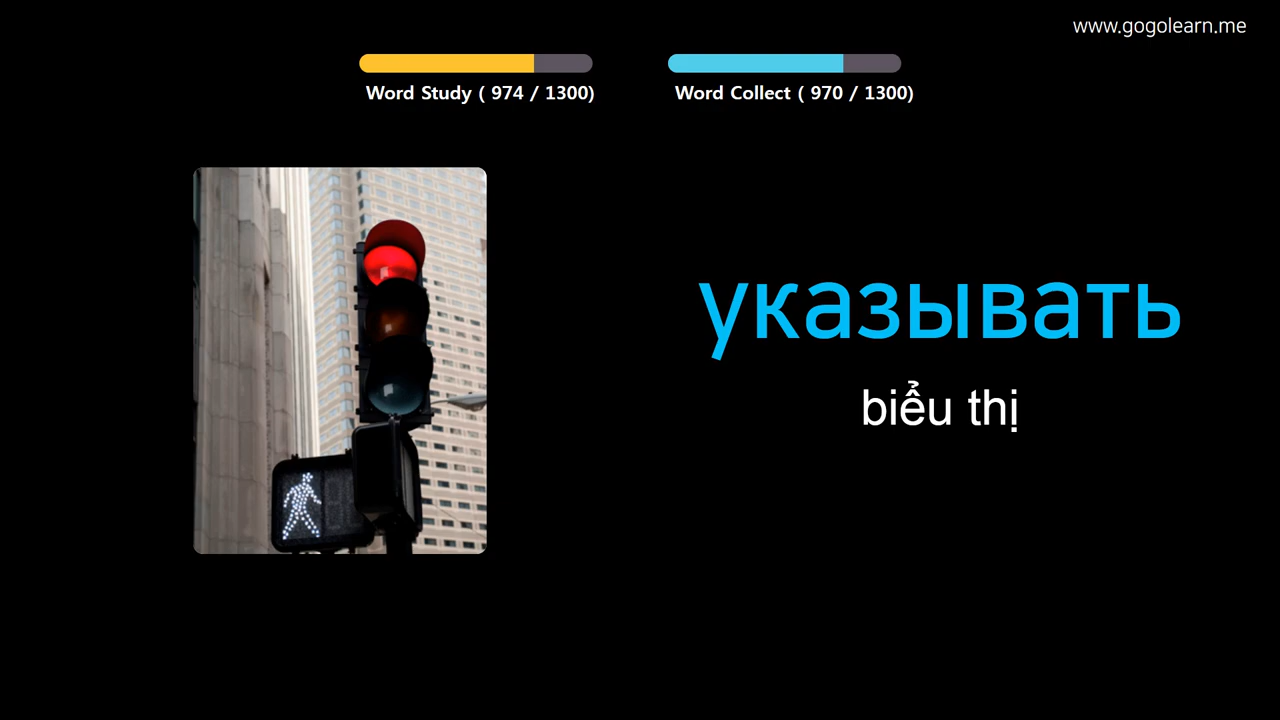 www.gogolearn.me
Word Study ( 974 / 1300)
Word Collect ( 970 / 1300)
указывать
biểu thị